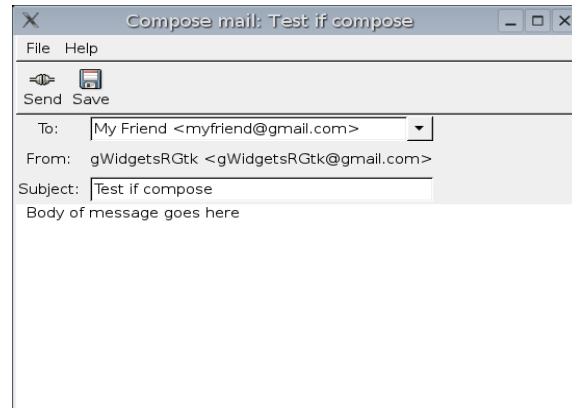 Compose mail: Test if compose
File Help
Send Save
To: My Friend <myfriend@gmail.com>
From: gWidgetsRGtk <gWidgetsRGtk@gmail.com>
Subject: Test if compose
Body of message goes here